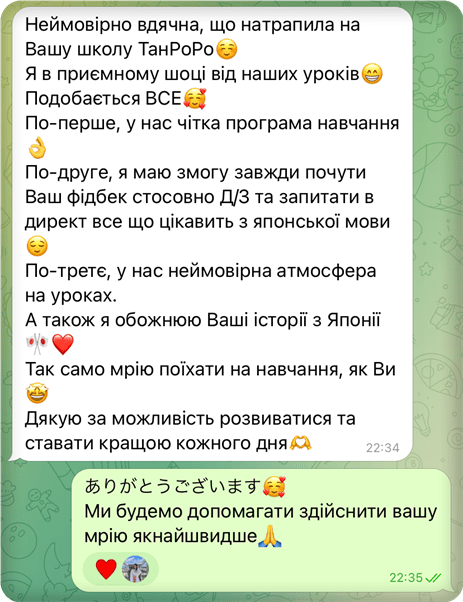 Неймовірно вдячна, що натрапила на
Вашу школу ТанРоРо☺️
Я в приємному шоці від наших уроків😁
Подобається ВСЕ🥰
По-перше, у нас чітка програма навчання
👌
По-друге, я маю змогу завжди почути
Ваш фідбек стосовно Д/З та запитати в
директ все що цікавить з японської мови
😌
По-третє, у нас неймовірна атмосфера
на уроках.
А також я обожнюю Ваші історії з Японії
🎌❤️
Так само мрію поїхати на навчання, як Ви
🤩
Дякую за можливість розвиватися та
ставати кращою кожного дня🫶
22:34
ありがとうございます🥰
Ми будемо допомагати здійснити вашу
мрію якнайшвидше🙏
22:35